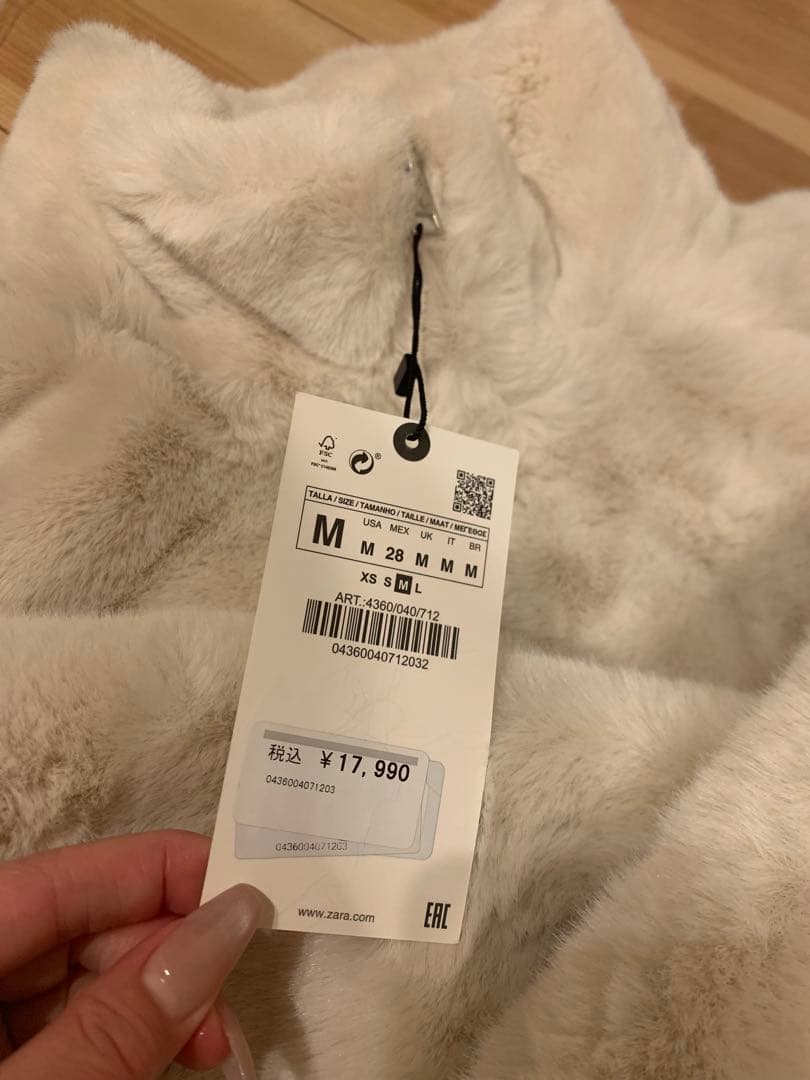 FSC
MIX
®
TALLA / SIZE / TAMANHO / TAILLE / MAAT / ΜΕΓΕΘΟΣ
M
USA MEX UK IT BR
M 28 M M M
XS S M L
ART.:4360/040/712
04360040712032
税込 ¥17,990
0436004071203
0436004071203
www.zara.com
EAC